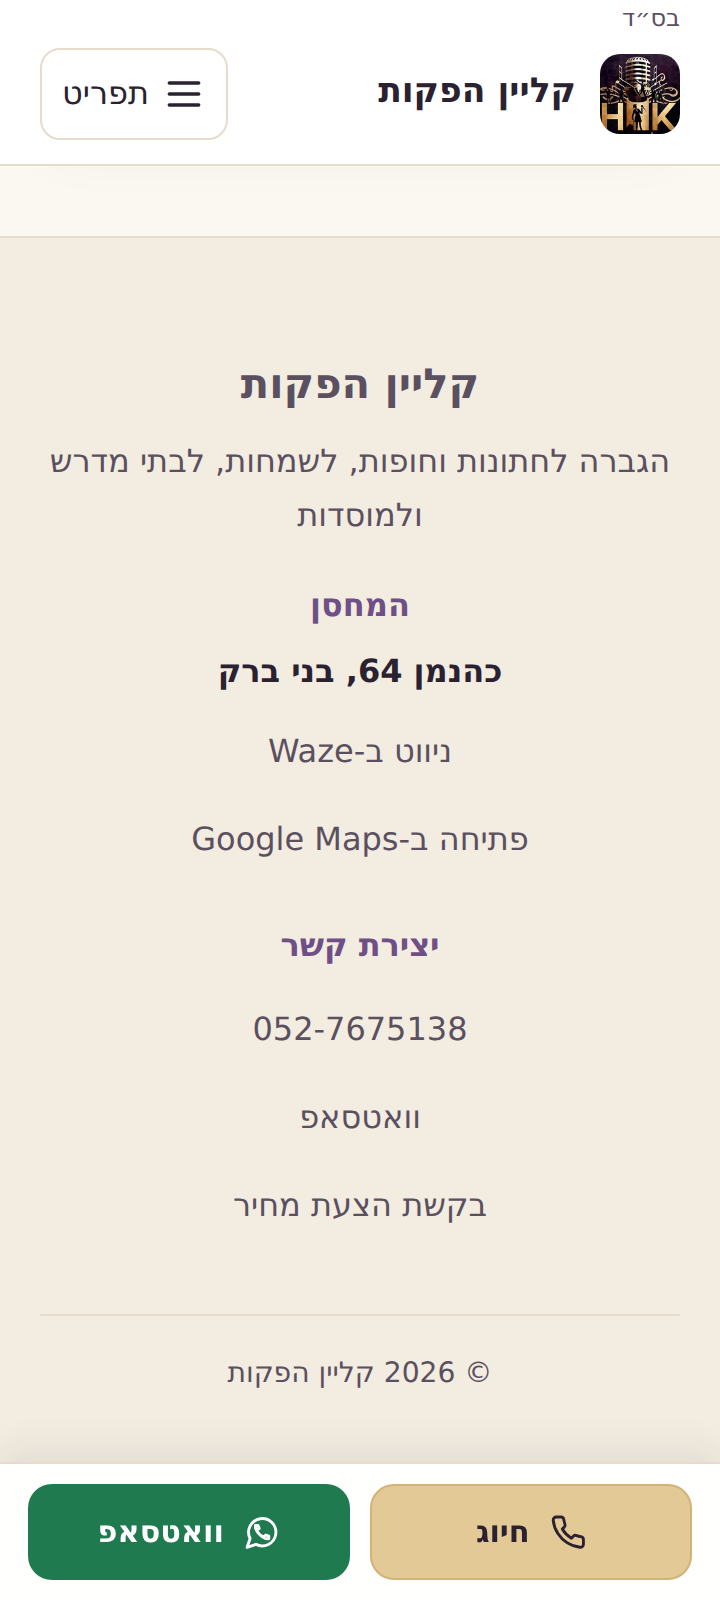 בס״ד
קליין הפקות
תפריט
קליין הפקות
הגברה לחתונות וחופות, לשמחות, לבתי מדרש
ולמוסדות
המחסן
כהנמן 64, בני ברק
ניווט ב-Waze
פתיחה ב-Google Maps
יצירת קשר
052-7675138
וואטסאפ
בקשת הצעת מחיר
© 2026 קליין הפקות
חיוג
וואטסאפ